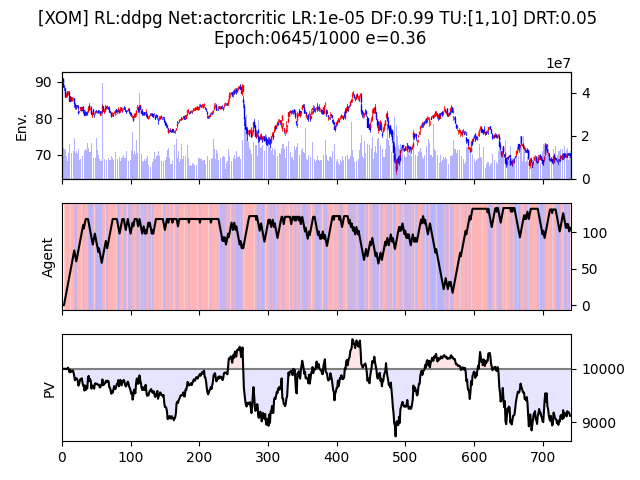 [XOM] RL:ddpg Net:actorcritic LR:1e-05 DF:0.99 TU:[1,10] DRT:0.05
Epoch:0645/1000 e=0.36
1e7
90
80
70
Env.
4
2
0
Agent
100
50
0
PV
10000
9000
0 100 200 300 400 500 600 700